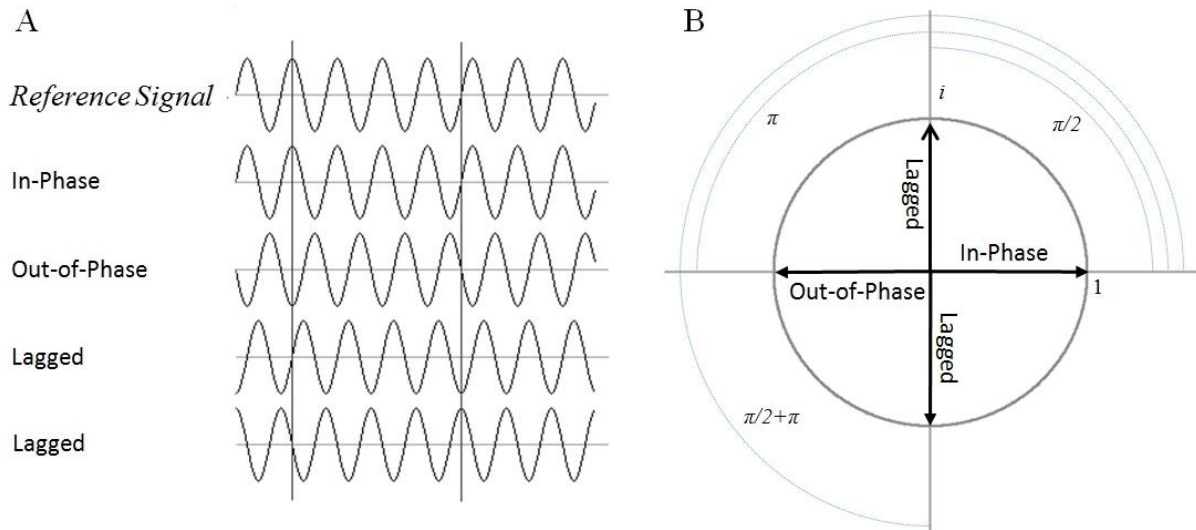 A
Reference Signal
In-Phase
Out-of-Phase
Lagged
Lagged
B
i
π
π/2
Lagged
In-Phase
Out-of-Phase
1
Lagged
π/2+π